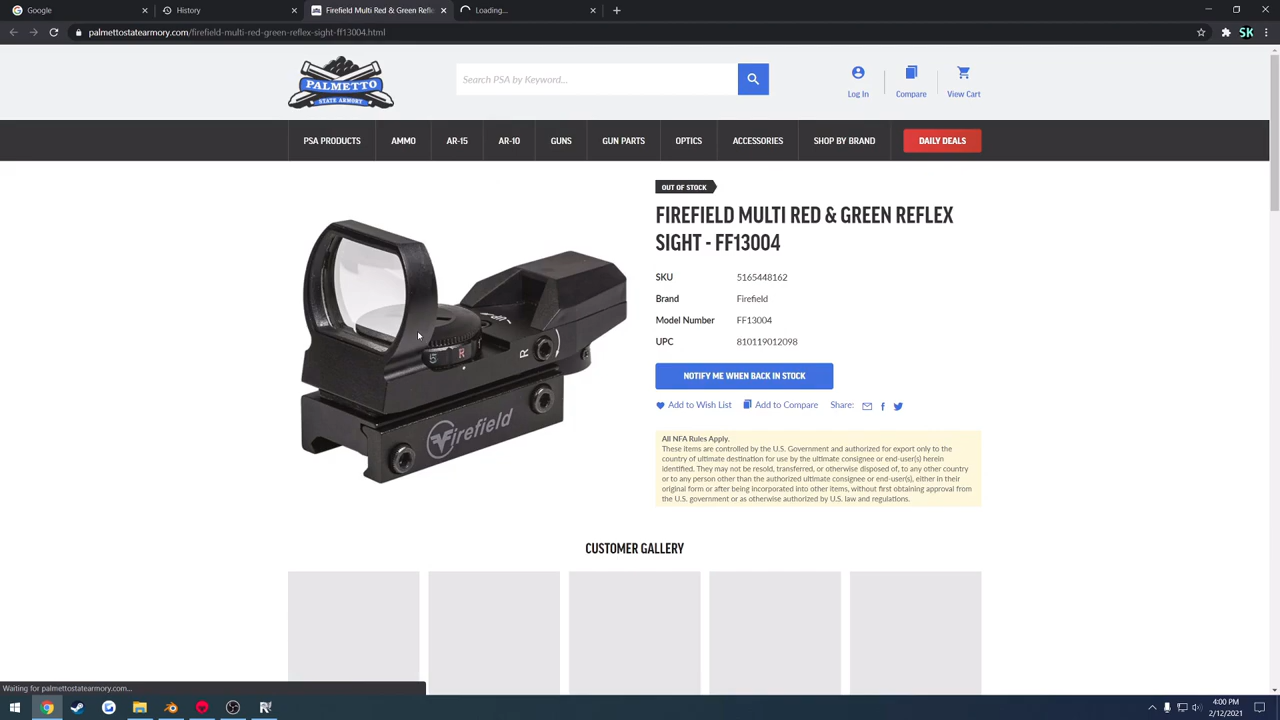 Google
History
Firefield Multi Red & Green Refle
Loading...
palmettostatearmory.com/firefield-multi-red-green-reflex-sight-ff13004.html
SK
PALMETTO
STATE ARMORY
Search PSA by Keyword...
Log In
Compare
View Cart
PSA PRODUCTS
AMMO
AR-15
AR-10
GUNS
GUN PARTS
OPTICS
ACCESSORIES
SHOP BY BRAND
DAILY DEALS
OUT OF STOCK
FIREFIELD MULTI RED & GREEN REFLEX
SIGHT - FF13004
SKU 5165448162
Brand Firefield
Model Number FF13004
UPC 810119012098
NOTIFY ME WHEN BACK IN STOCK
Add to Wish List
Add to Compare
Share:
All NFA Rules Apply.
These items are controlled by the U.S. Government and authorized for export only to the
country of ultimate destination for use by the ultimate consignee or end-user(s) herein
identified. They may not be resold, transferred, or otherwise disposed of, to any other country
or to any person other than the authorized ultimate consignee or end-user(s), either in their
original form or after being incorporated into other items, without first obtaining approval from
the U.S. government or as otherwise authorized by U.S. law and regulations.
R
R
Firefield
CUSTOMER GALLERY
Waiting for palmettostatearmory.com...
4:00 PM
2/12/2021